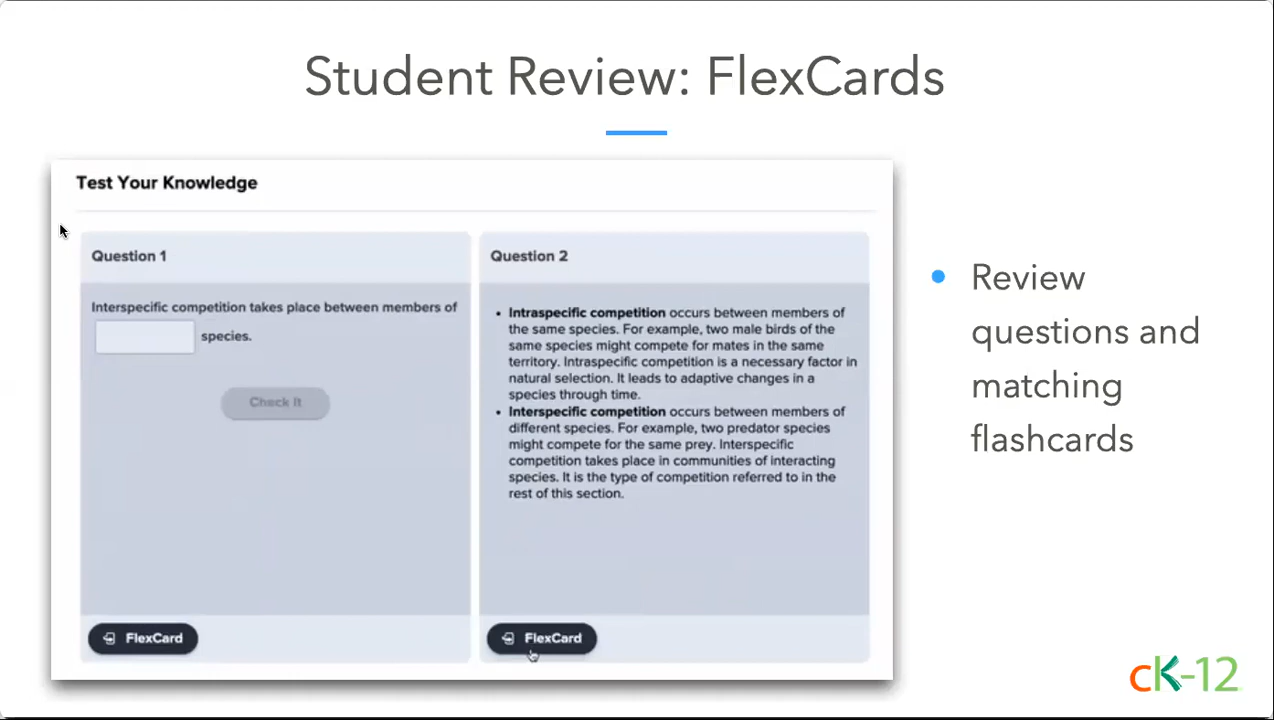 Student Review: FlexCards
Test Your Knowledge
Question 1
Interspecific competition takes place between members of
species.
Check It
FlexCard
Question 2
• Intraspecific competition occurs between members of
the same species. For example, two male birds of the
same species might compete for mates in the same
territory. Intraspecific competition is a necessary factor in
natural selection. It leads to adaptive changes in a
species through time.
• Interspecific competition occurs between members of
different species. For example, two predator species
might compete for the same prey. Interspecific
competition takes place in communities of interacting
species. It is the type of competition referred to in the
rest of this section.
FlexCard
• Review
questions and
matching
flashcards
cK-12